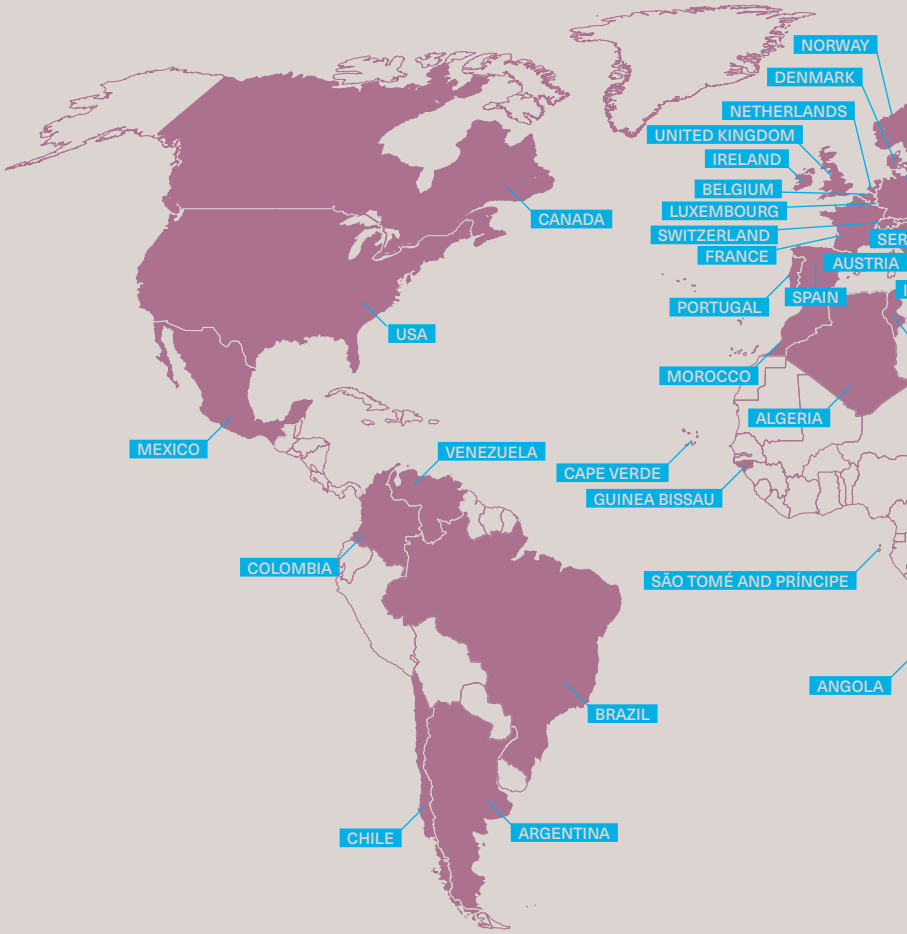 NORWAY
DENMARK
NETHERLANDS
UNITED KINGDOM
IRELAND
BELGIUM
LUXEMBOURG
CANADA
SWITZERLAND
SER
FRANCE
AUSTRIA
SPAIN
PORTUGAL
USA
MOROCCO
ALGERIA
MEXICO
VENEZUELA
CAPE VERDE
GUINEA BISSAU
COLOMBIA
SÃO TOMÉ AND PRÍNCIPE
ANGOLA
BRAZIL
ARGENTINA
CHILE